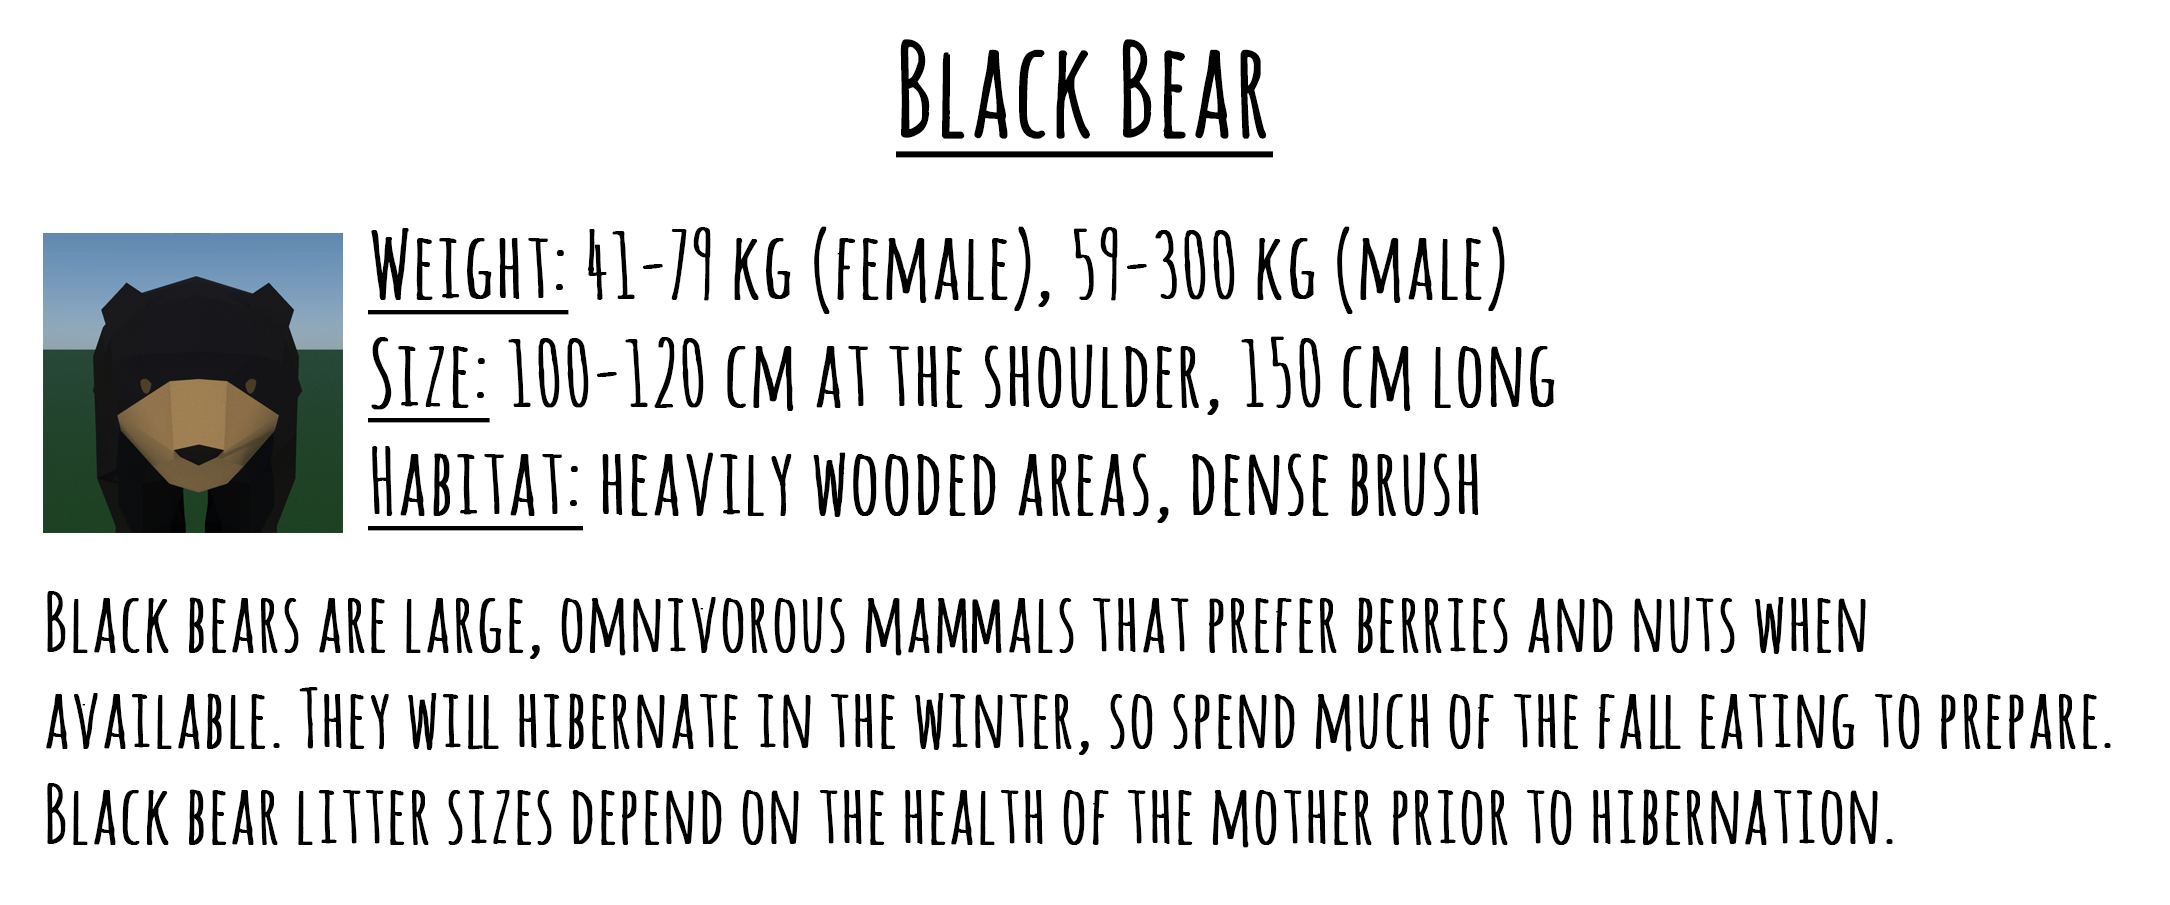 Black Bear
Weight: 41-79 kg (female), 59-300 kg (male)
Size: 100-120 cm at the shoulder, 150 cm long
Habitat: heavily wooded areas, dense brush
Black bears are large, omnivorous mammals that prefer berries and nuts when
available. They will hibernate in the winter, so spend much of the fall eating to prepare.
Black bear litter sizes depend on the health of the mother prior to hibernation.